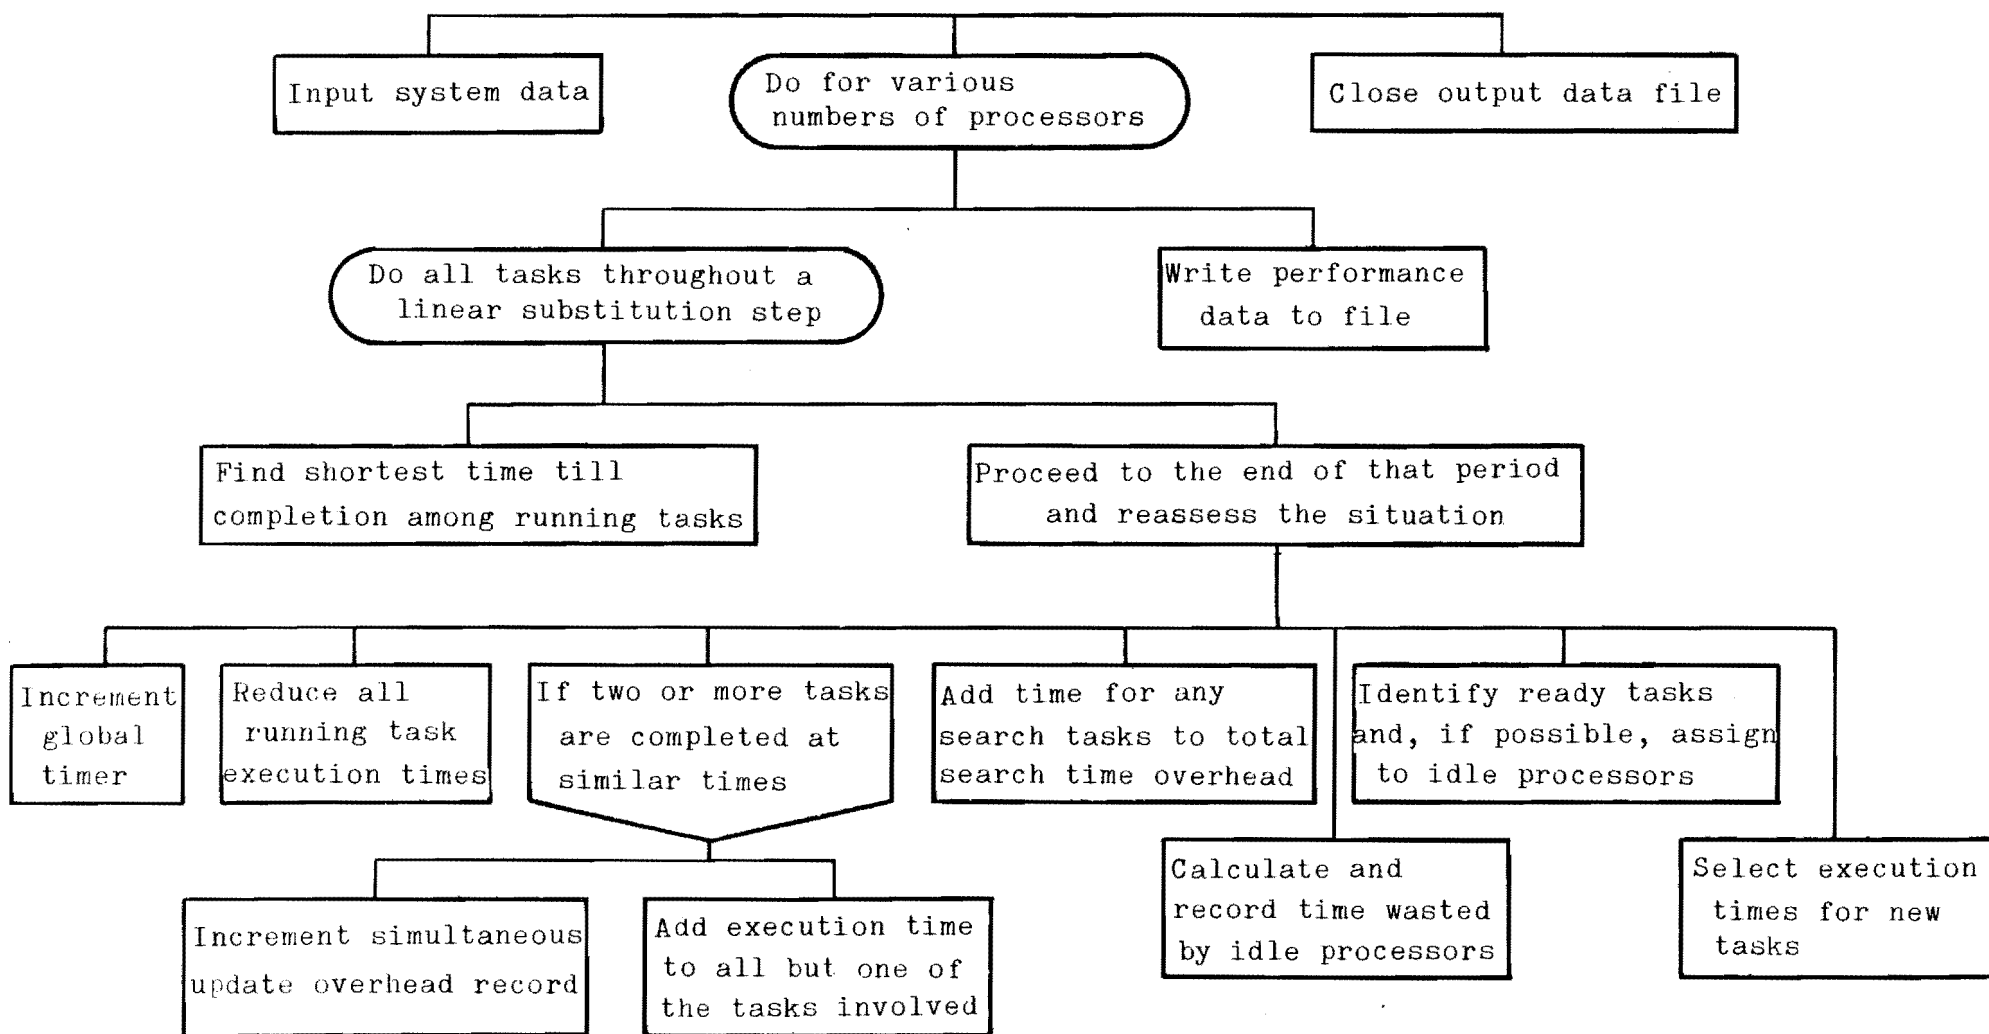 Input system data
Do for various
numbers of processors
Close output data file
Do all tasks throughout a
linear substitution step
Write performance
data to file
Find shortest time till
completion among running tasks
Proceed to the end of that period
and reassess the situation
Increment
global
timer
Reduce all
running task
execution times
If two or more tasks
are completed at
similar times
Add time for any
search tasks to total
search time overhead
Identify ready tasks
and, if possible, assign
to idle processors
Increment simultaneous
update overhead record
Add execution time
to all but one of
the tasks involved
Calculate and
record time wasted
by idle processors
Select execution
times for new
tasks